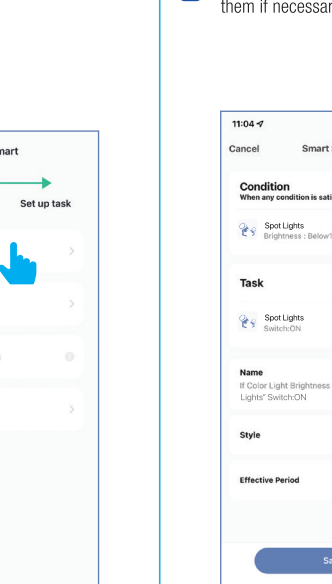 them if necessar
mart
Set up task
11:04
Cancel Smart
Condition
When any condition is sati
Spot Lights
Brightness : Below1
Task
Spot Lights
Switch:ON
Name
If Color Light Brightness
Lights" Switch:ON
Style
Effective Period
Sa